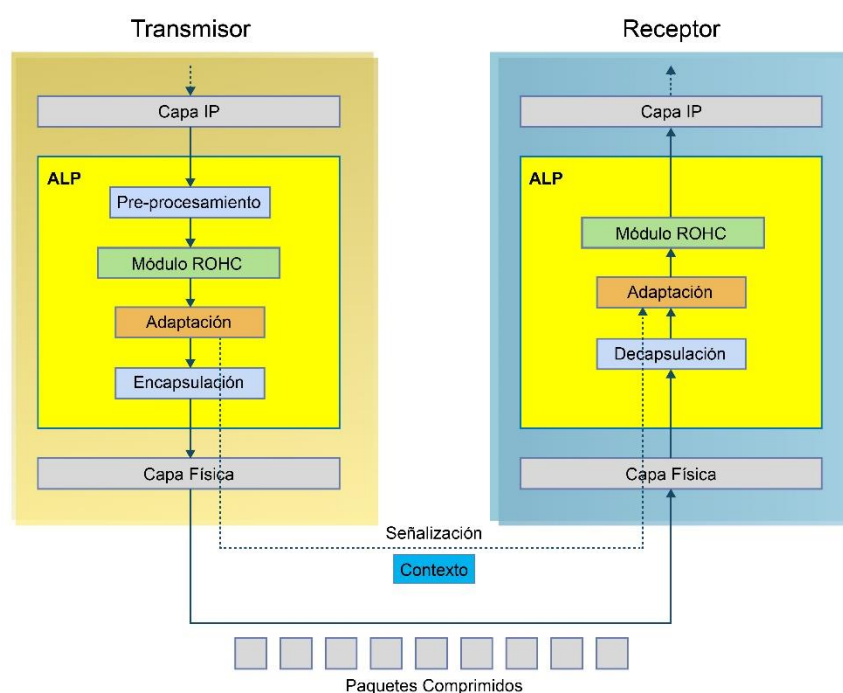 Transmisor
Receptor
Capa IP
Capa IP
ALP
ALP
Pre-procesamiento
Módulo ROHC
Módulo ROHC
Adaptación
Adaptación
Encapsulación
Decapsulación
Capa Física
Capa Física
Señalización
Contexto
Paquetes Comprimidos